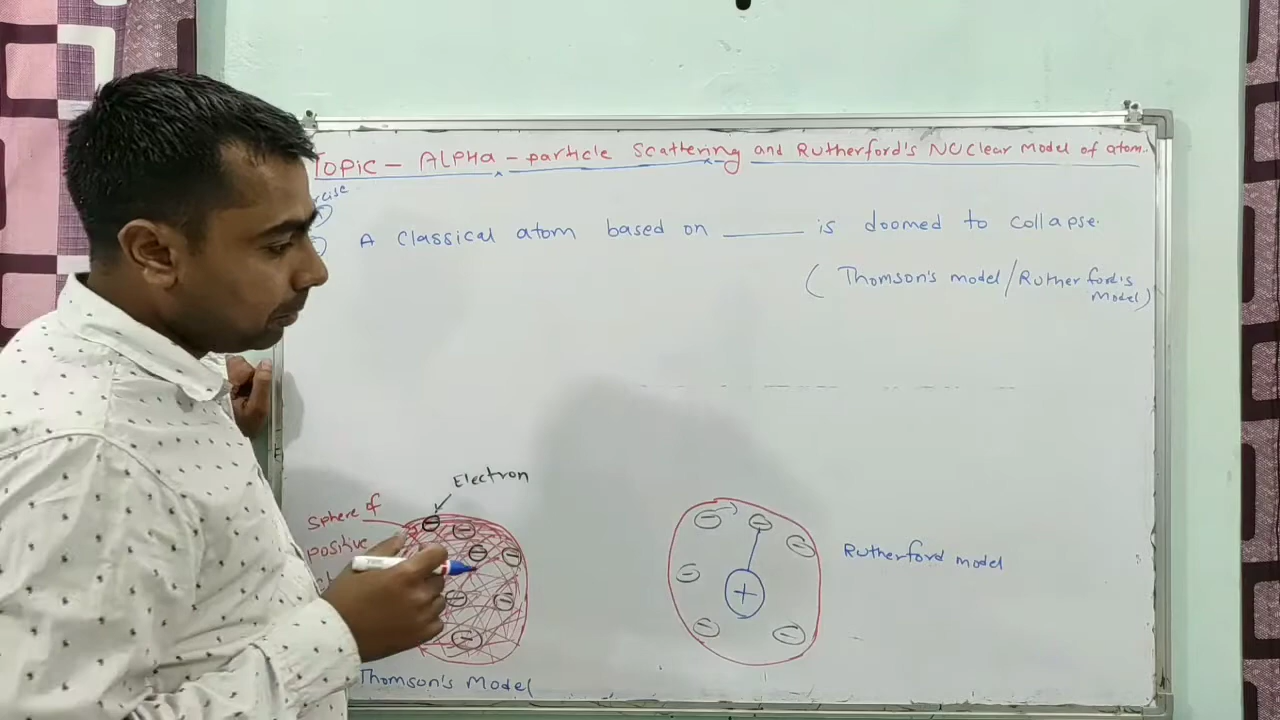 Topic - Alpha - particle Scattering and Rutherford's Nuclear Model of atom.
A Classical atom based on ______ is doomed to collapse.
( Thomson's model / Rutherford's Model )
Electron
Sphere of
positive
Thomson's Model
+
Rutherford model